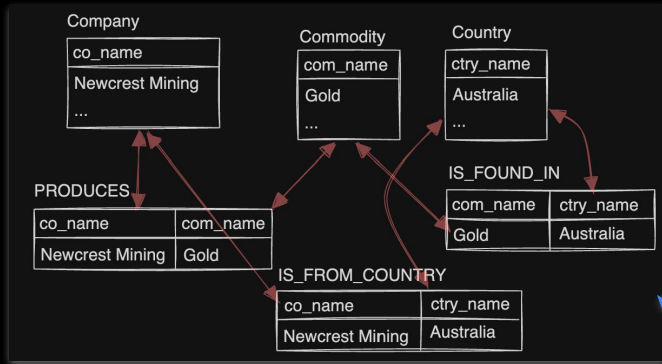 Company
co_name
Newcrest Mining
...
Commodity
com_name
Gold
...
Country
ctry_name
Australia
...
PRODUCES
co_name com_name
Newcrest Mining Gold
IS_FOUND_IN
com_name ctry_name
Gold Australia
IS_FROM_COUNTRY
co_name ctry_name
Newcrest Mining Australia